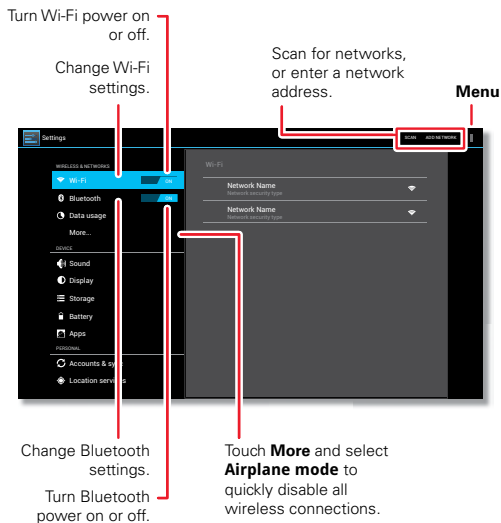 Turn Wi-Fi power on
or off.
Change Wi-Fi
settings.
Scan for networks,
or enter a network
address.
Menu
Settings
SCAN ADD NETWORK
WIRELESS & NETWORKS
Wi-Fi ON
Bluetooth ON
Data usage
More...
DEVICE
Sound
Display
Storage
Battery
Apps
PERSONAL
Accounts & sync
Location services
Wi-Fi
Network Name
Network security type
Network Name
Network security type
Change Bluetooth
settings.
Turn Bluetooth
power on or off.
Touch More and select
Airplane mode to
quickly disable all
wireless connections.